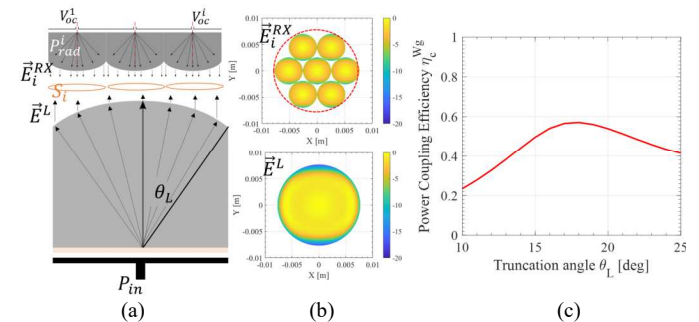 V_oc^1 V_oc^i
P_rad^i
E_i^RX
S_i
E^L
θ_L
P_in
(a)
E_i^RX
0.01
0.005
0
-0.005
-0.01
Y [m]
-0.01 -0.005 0 0.005 0.01
X [m]
0
-5
-10
-15
-20
E^L
0.01
0.005
0
-0.005
-0.01
Y [m]
-0.01 -0.005 0 0.005 0.01
X [m]
0
-5
-10
-15
-20
(b)
Power Coupling Efficiency η_c^Wg
1
0.8
0.6
0.4
0.2
0
10 15 20 25
Truncation angle θ_L [deg]
(c)